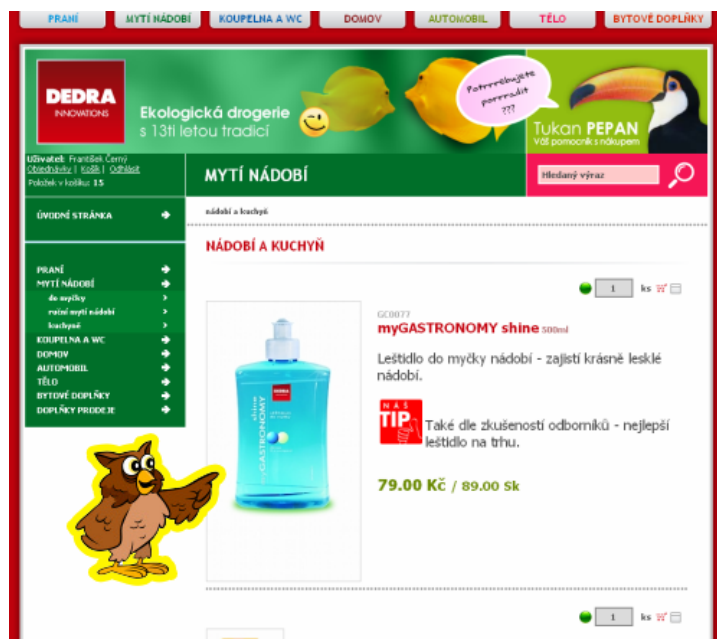 PRANÍ
MYTÍ NÁDOBÍ
KOUPELNA A WC
DOMOV
AUTOMOBIL
TĚLO
BYTOVÉ DOPLŇKY
DEDRA
INNOVATIONS
Ekologická drogerie
s 13ti letou tradicí
Potrrrebujete
porrradit
???
Tukan PEPAN
Váš pomocník s nákupem
Uživatel: František Černý
Objednávky | Košík | Odhlásit
Položek v košíku: 15
MYTÍ NÁDOBÍ
Hledaný výraz
ÚVODNÍ STRÁNKA
nádobí a kuchyň
NÁDOBÍ A KUCHYŇ
PRANÍ
MYTÍ NÁDOBÍ
do myčky
ruční mytí nádobí
kuchyně
KOUPELNA A WC
DOMOV
AUTOMOBIL
TĚLO
BYTOVÉ DOPLŇKY
DOPLŇKY PRODEJE
1 ks
GC0077
myGASTRONOMY shine 500ml
Leštidlo do myčky nádobí - zajistí krásně lesklé
nádobí.
NÁŠ
TIP
Také dle zkušeností odborníků - nejlepší
leštidlo na trhu.
79.00 Kč / 89.00 Sk
DEDRA
myGASTRONOMY
shine
1 ks